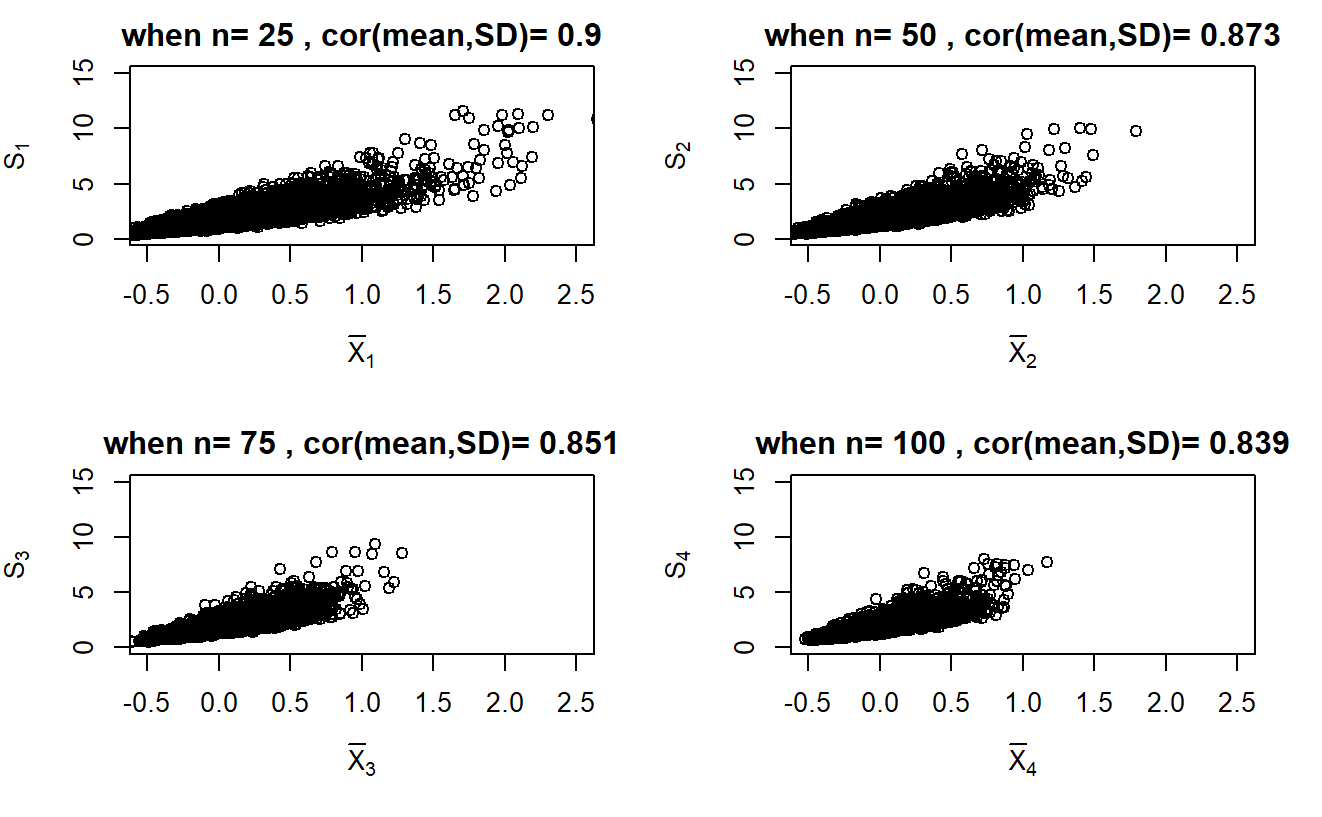 when n= 25 , cor(mean,SD)= 0.9
15
10
5
0
S1
-0.5 0.0 0.5 1.0 1.5 2.0 2.5
X̅1
when n= 50 , cor(mean,SD)= 0.873
15
10
5
0
S2
-0.5 0.0 0.5 1.0 1.5 2.0 2.5
X̅2
when n= 75 , cor(mean,SD)= 0.851
15
10
5
0
S3
-0.5 0.0 0.5 1.0 1.5 2.0 2.5
X̅3
when n= 100 , cor(mean,SD)= 0.839
15
10
5
0
S4
-0.5 0.0 0.5 1.0 1.5 2.0 2.5
X̅4